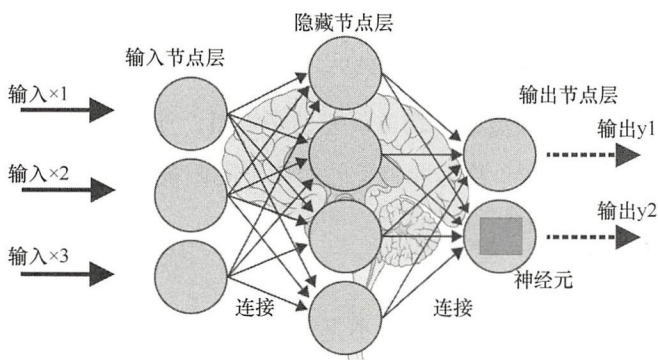 隐藏节点层
输入节点层
输出节点层
输入×1
输出y1
输入×2
输出y2
输入×3
神经元
连接
连接